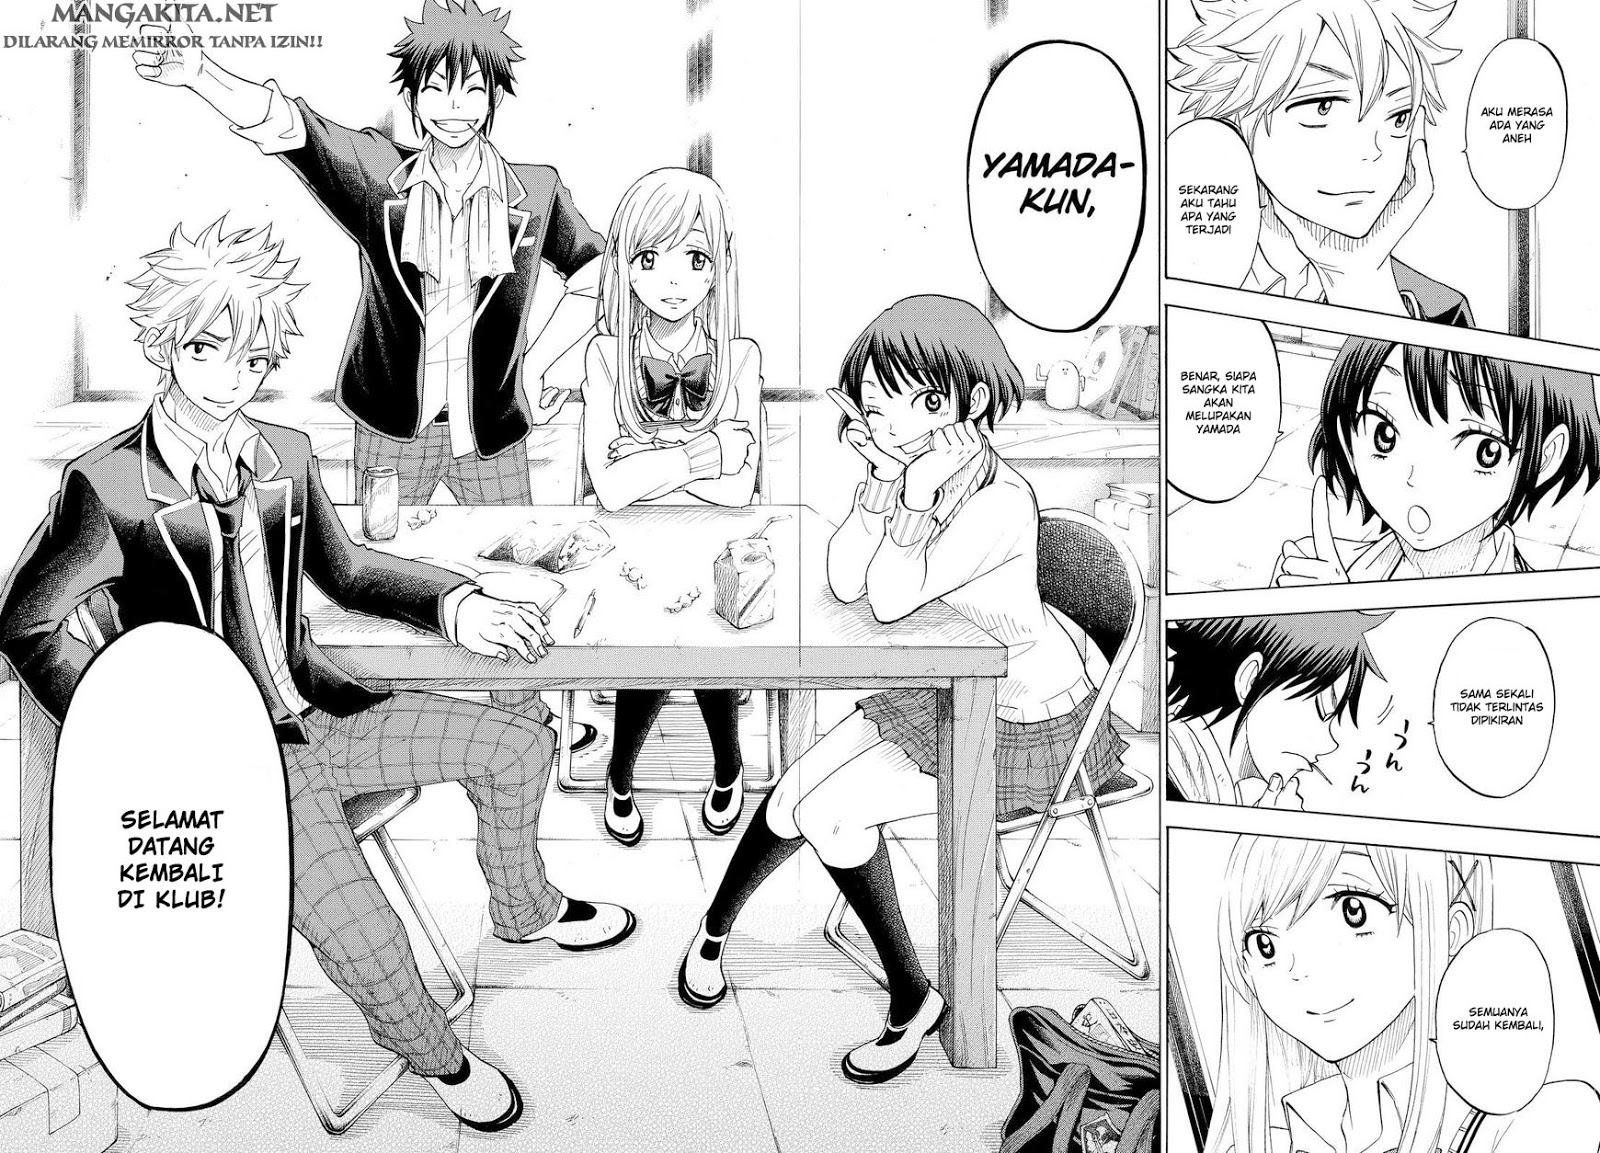 MANGAKITA.NET
DILARANG MEMIRROR TANPA IZIN!!
AKU MERASA
ADA YANG
ANEH
SEKARANG
AKU TAHU
APA YANG
TERJADI
BENAR, SIAPA
SANGKA KITA
AKAN
MELUPAKAN
YAMADA
SAMA SEKALI
TIDAK TERLINTAS
DIPIKIRAN
うん
うん
SEMUANYA
SUDAH KEMBALI,
YAMADA-
KUN,
SELAMAT
DATANG
KEMBALI
DI KLUB!